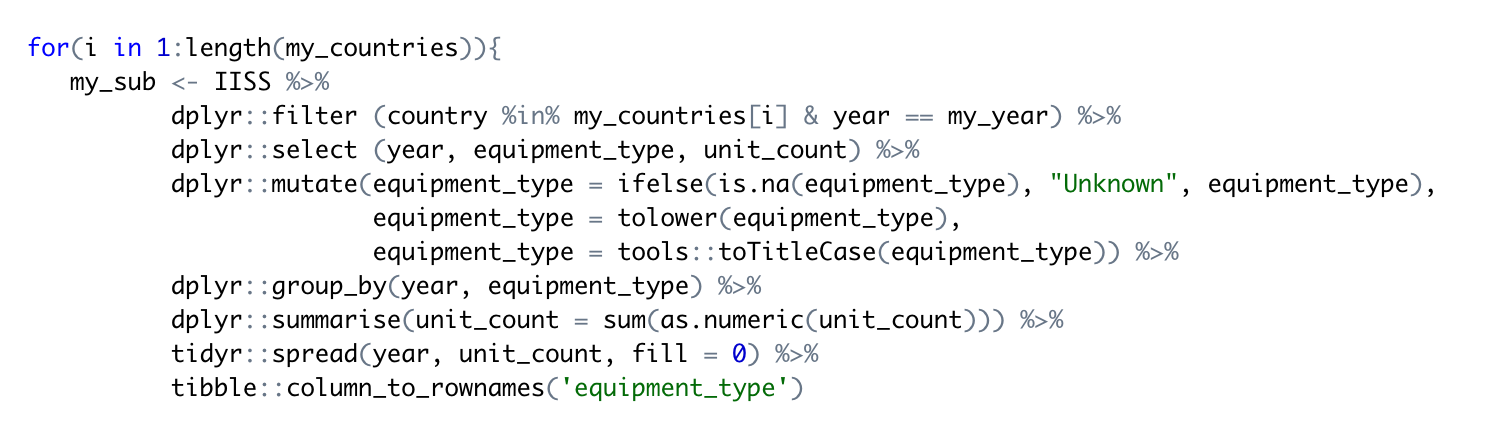 for(i in 1:length(my_countries)){
   my_sub <- IISS %>%
          dplyr::filter (country %in% my_countries[i] & year == my_year) %>%
          dplyr::select (year, equipment_type, unit_count) %>%
          dplyr::mutate(equipment_type = ifelse(is.na(equipment_type), "Unknown", equipment_type),
                        equipment_type = tolower(equipment_type),
                        equipment_type = tools::toTitleCase(equipment_type)) %>%
          dplyr::group_by(year, equipment_type) %>%
          dplyr::summarise(unit_count = sum(as.numeric(unit_count))) %>%
          tidyr::spread(year, unit_count, fill = 0) %>%
          tibble::column_to_rownames('equipment_type')